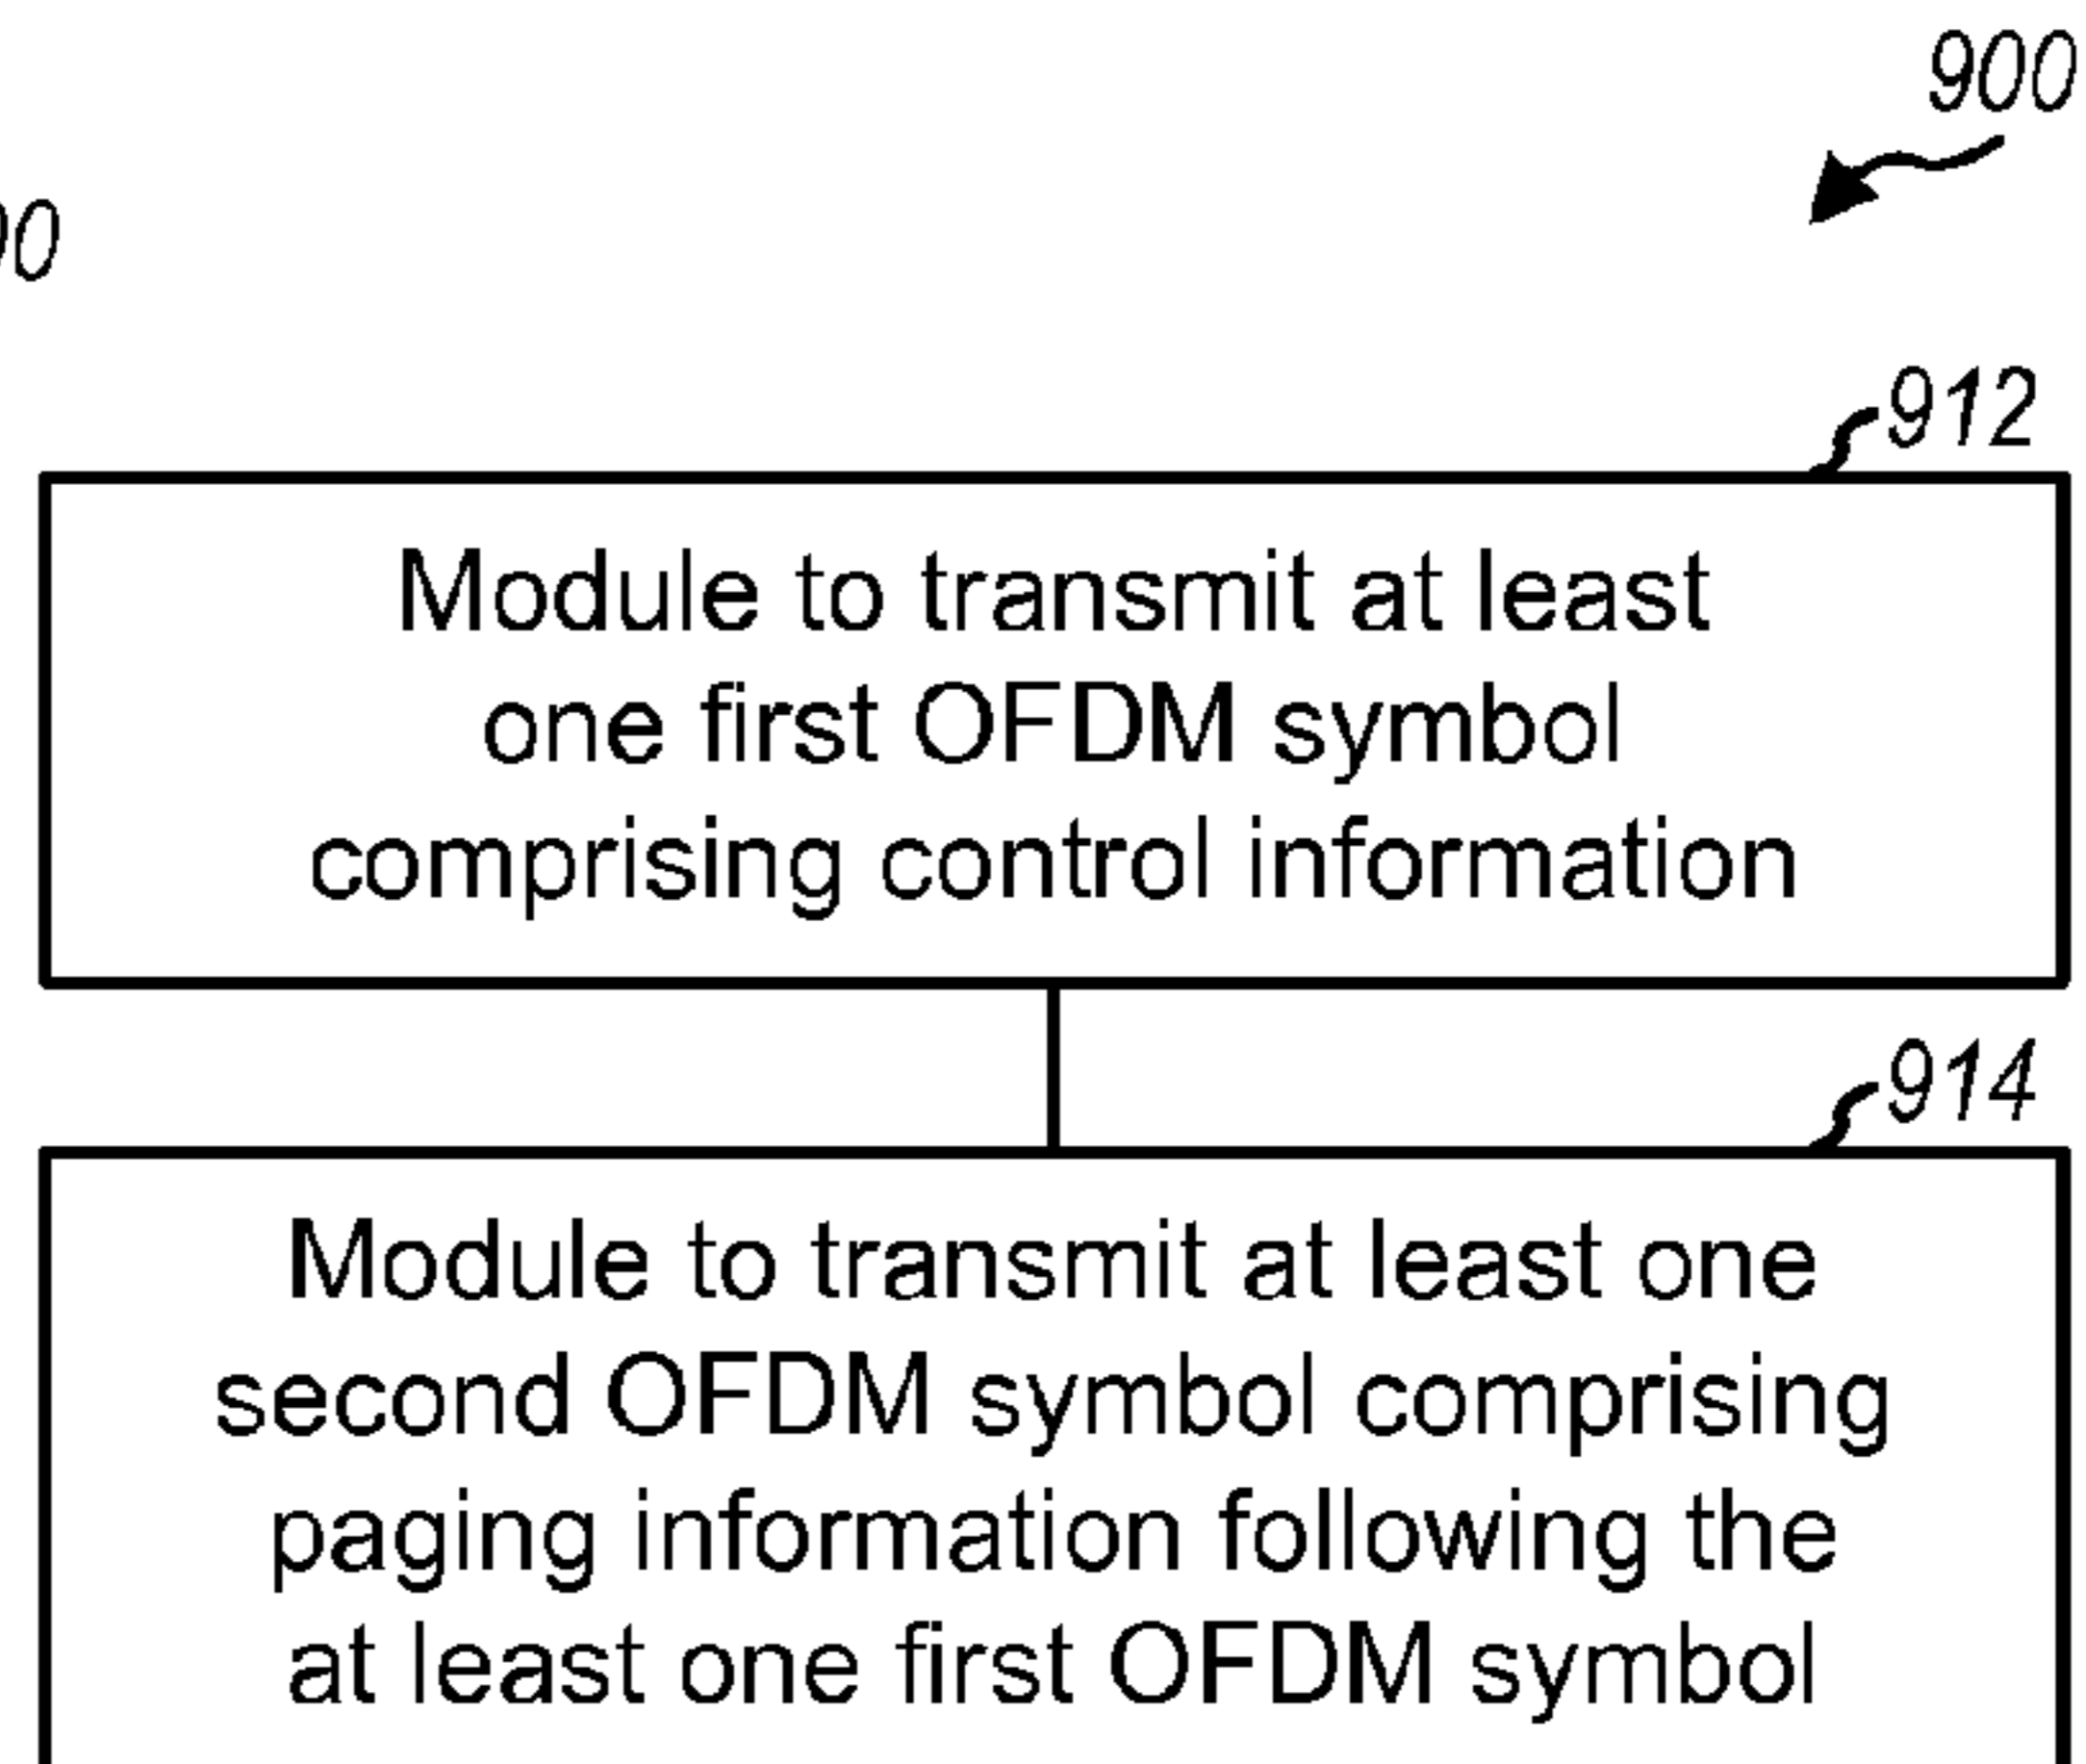 900
912
Module to transmit at least
one first OFDM symbol
comprising control information
914
Module to transmit at least one
second OFDM symbol comprising
paging information following the
at least one first OFDM symbol